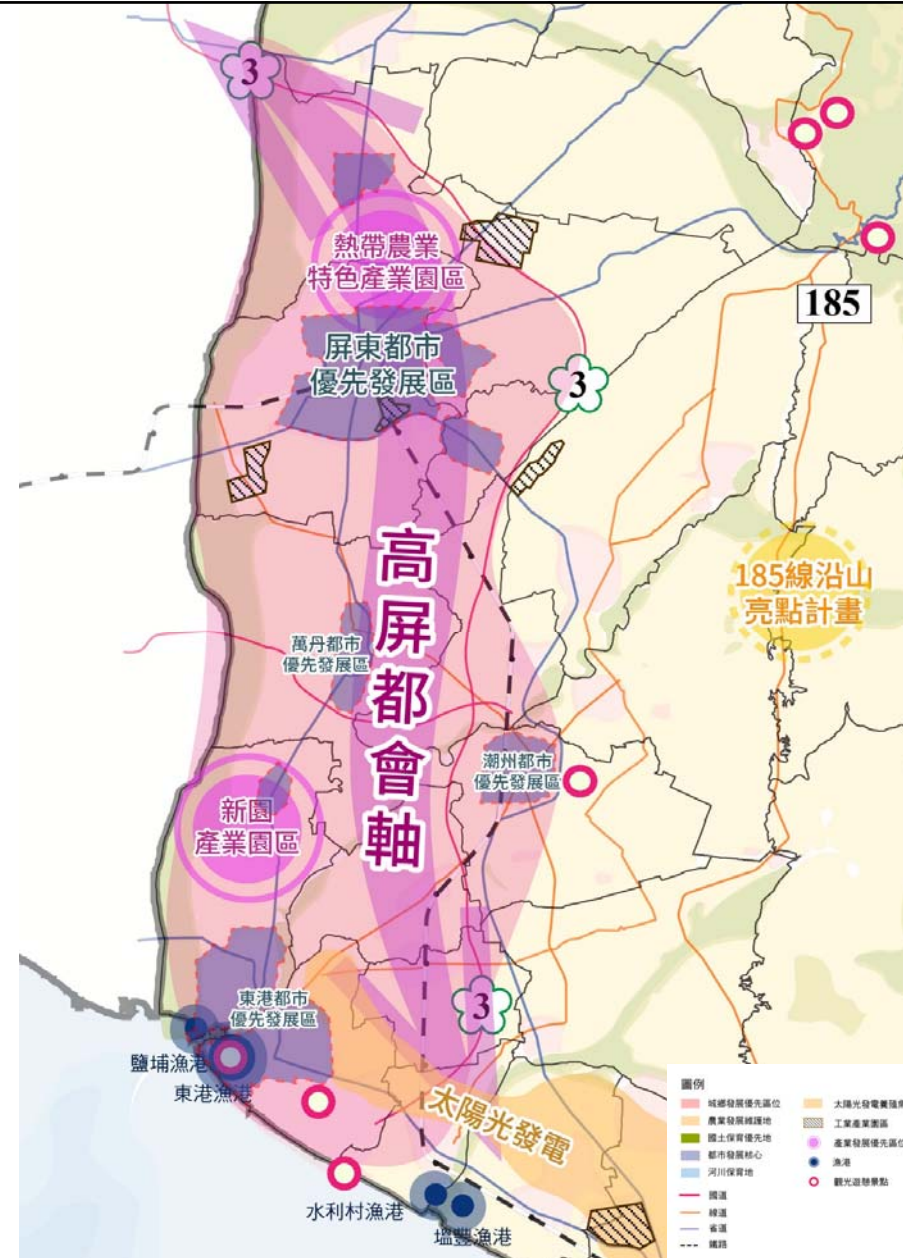 3
熱帶農業
特色產業園區
185
屏東都市
優先發展區
3
高屏都會軸
185線沿山
亮點計畫
萬丹都市
優先發展區
潮州都市
優先發展區
新園
產業園區
3
東港都市
優先發展區
鹽埔漁港
東港漁港
太陽光發電
水利村漁港
塭豐漁港
圖例
城鄉發展優先區位
農業發展維護地
國土保育優先地
都市發展核心
河川保育地
國道
縣道
省道
鐵路
工業產業園區
產業發展優先區位
漁港
觀光遊憩景點